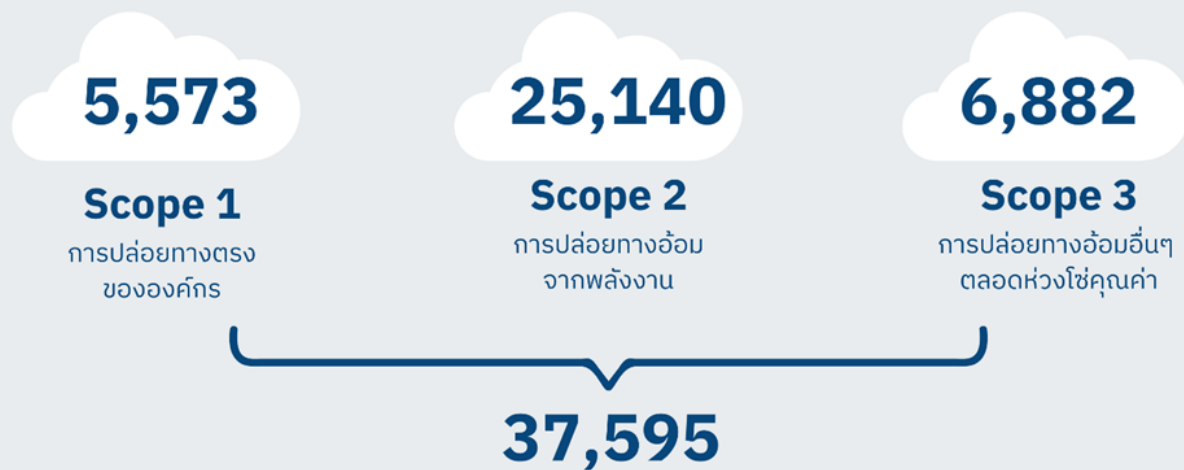 5,573
Scope 1
การปล่อยทางตรง
ขององค์กร
25,140
Scope 2
การปล่อยทางอ้อม
จากพลังงาน
6,882
Scope 3
การปล่อยทางอ้อมอื่นๆ
ตลอดห่วงโซ่คุณค่า
37,595